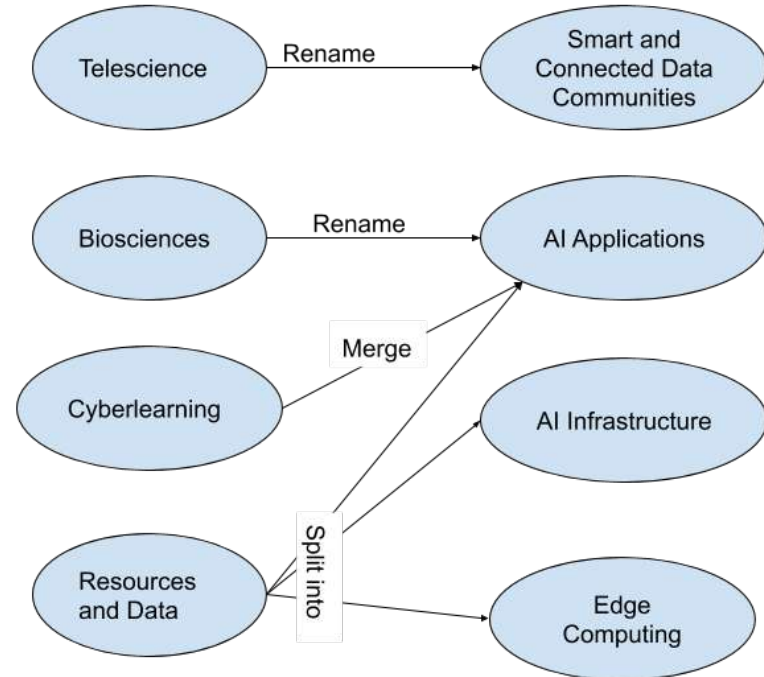 Telescience
Rename
Smart and
Connected Data
Communities
Biosciences
Rename
AI Applications
Merge
Cyberlearning
AI Infrastructure
Split into
Resources
and Data
Edge
Computing